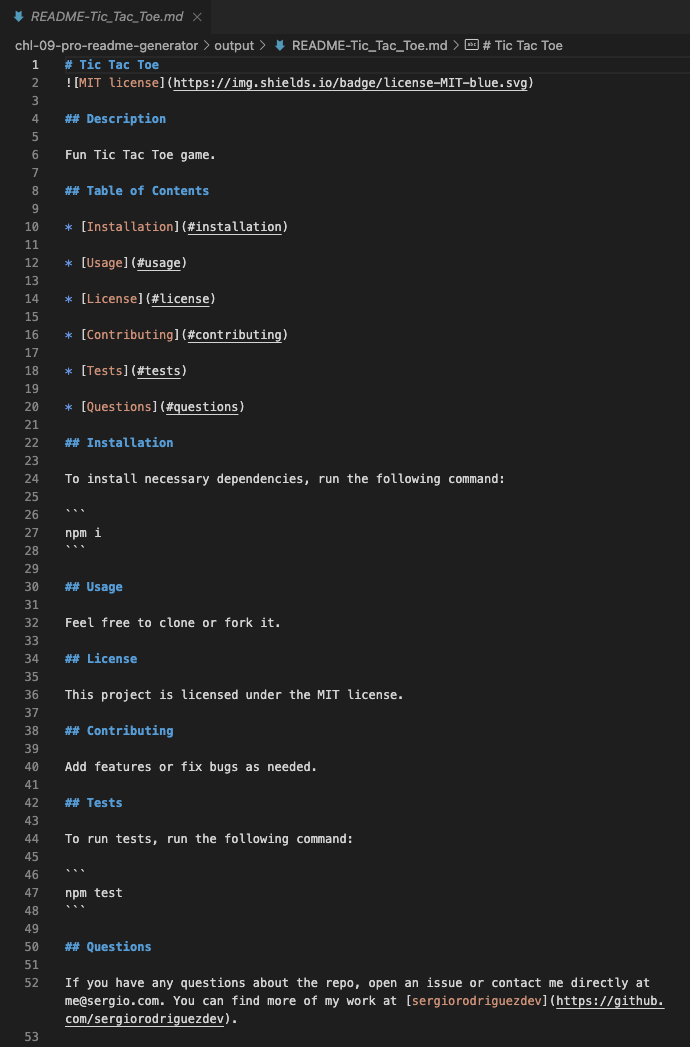 README-Tic_Tac_Toe.md ×
chl-09-pro-readme-generator > output > README-Tic_Tac_Toe.md > abc # Tic Tac Toe
1 # Tic Tac Toe
2 ![MIT license](https://img.shields.io/badge/license-MIT-blue.svg)
3
4 ## Description
5
6 Fun Tic Tac Toe game.
7
8 ## Table of Contents
9
10 * [Installation](#installation)
11
12 * [Usage](#usage)
13
14 * [License](#license)
15
16 * [Contributing](#contributing)
17
18 * [Tests](#tests)
19
20 * [Questions](#questions)
21
22 ## Installation
23
24 To install necessary dependencies, run the following command:
25
26 ```
27 npm i
28 ```
29
30 ## Usage
31
32 Feel free to clone or fork it.
33
34 ## License
35
36 This project is licensed under the MIT license.
37
38 ## Contributing
39
40 Add features or fix bugs as needed.
41
42 ## Tests
43
44 To run tests, run the following command:
45
46 ```
47 npm test
48 ```
49
50 ## Questions
51
52 If you have any questions about the repo, open an issue or contact me directly at
me@sergio.com. You can find more of my work at [sergiorodriguezdev](https://github.
com/sergiorodriguezdev).
53